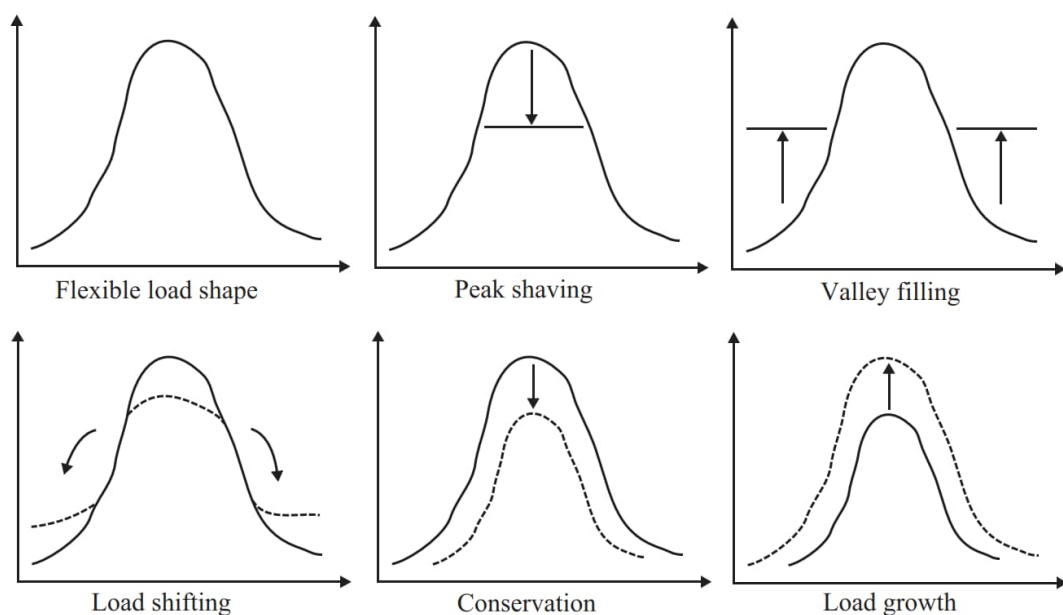 Flexible load shape
Peak shaving
Valley filling
Load shifting
Conservation
Load growth